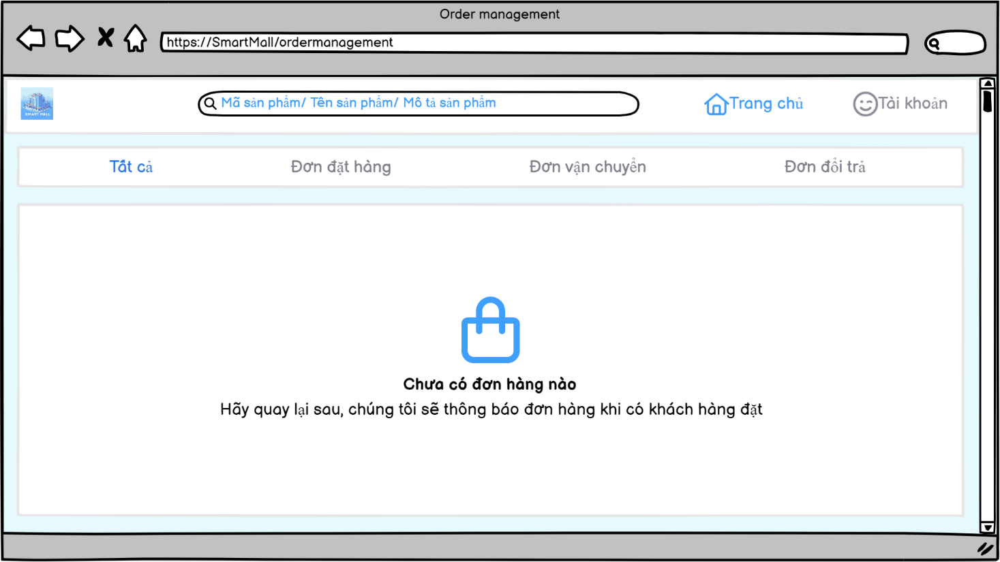 Order management
https://SmartMall/ordermanagement
SMART MALL
Mã sản phẩm/ Tên sản phẩm/ Mô tả sản phẩm
Trang chủ
Tài khoản
Tất cả
Đơn đặt hàng
Đơn vận chuyển
Đơn đổi trả
Chưa có đơn hàng nào
Hãy quay lại sau, chúng tôi sẽ thông báo đơn hàng khi có khách hàng đặt